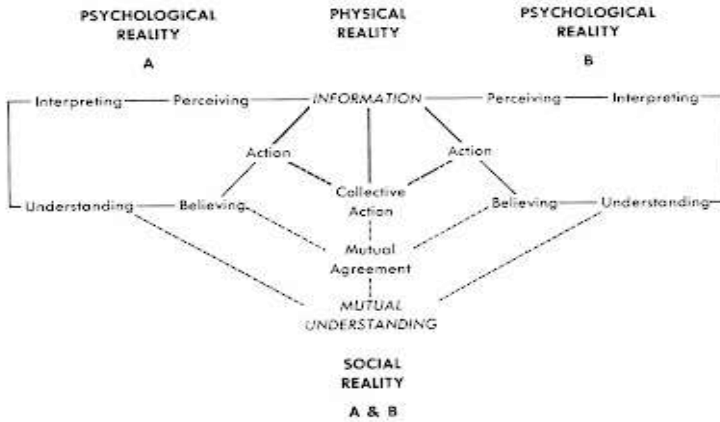 PSYCHOLOGICAL REALITY
A
PHYSICAL REALITY
PSYCHOLOGICAL REALITY
B
Interpreting Perceiving INFORMATION Perceiving Interpreting
Action Action
Collective
Action
Understanding Believing Believing Understanding
Mutual
Agreement
MUTUAL
UNDERSTANDING
SOCIAL
REALITY
A & B